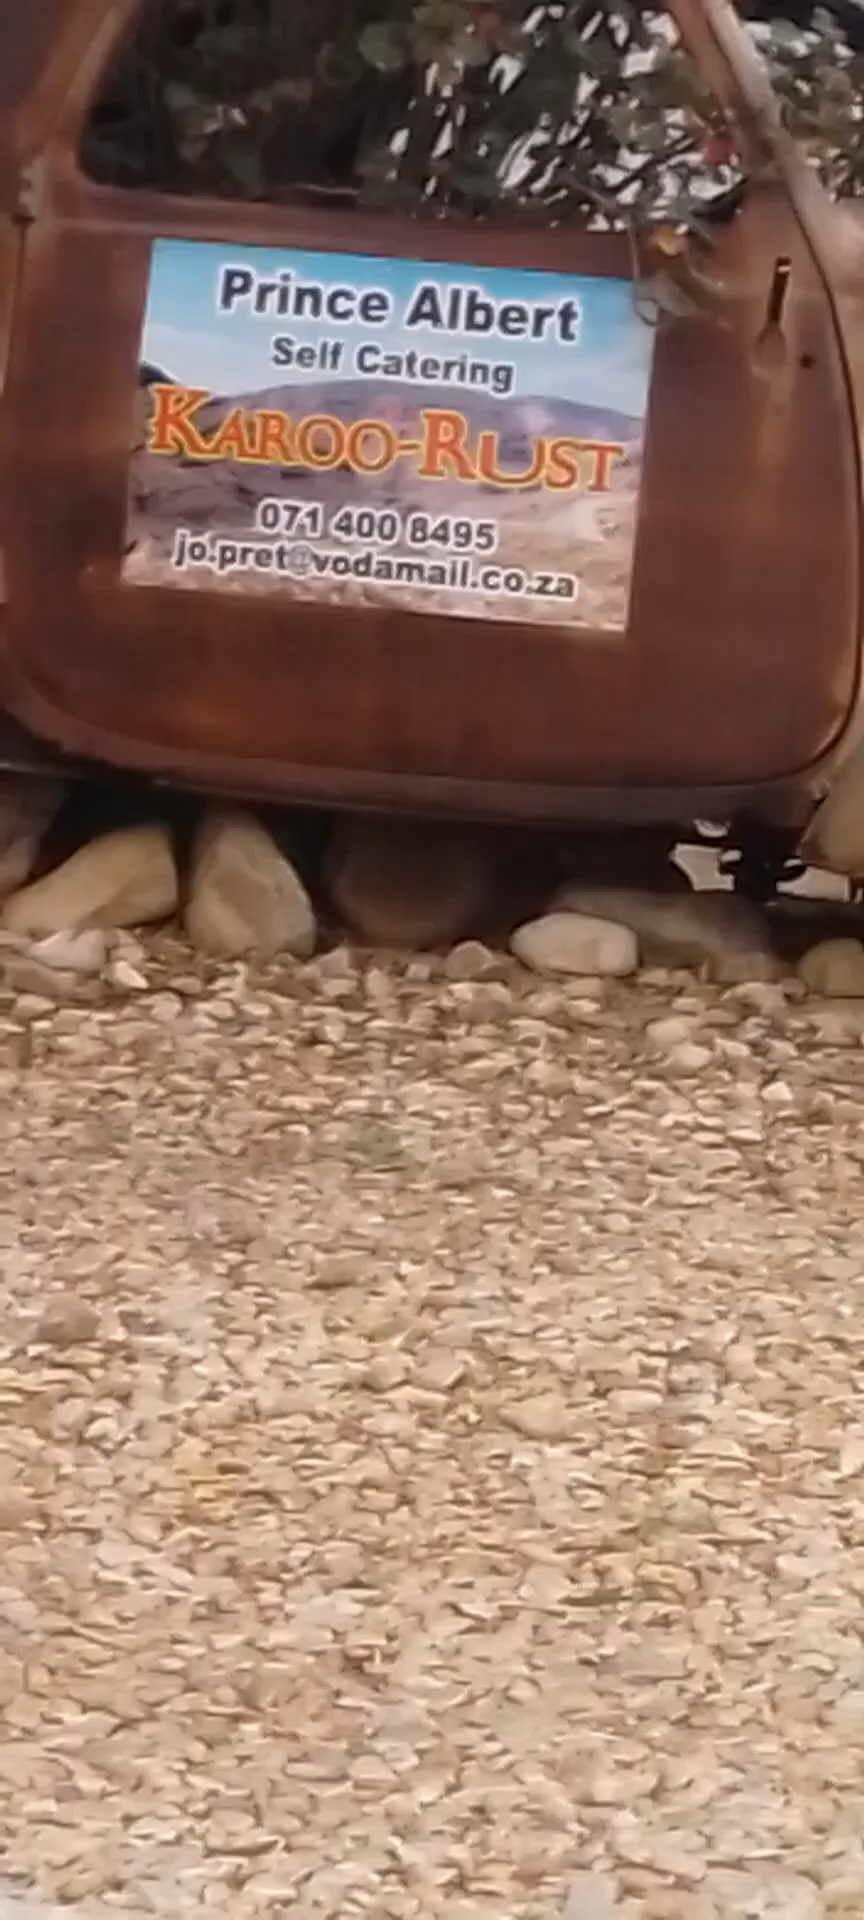 Prince Albert
Self Catering
KAROO-RUST
071 400 8495
jo.pret@vodamail.co.za